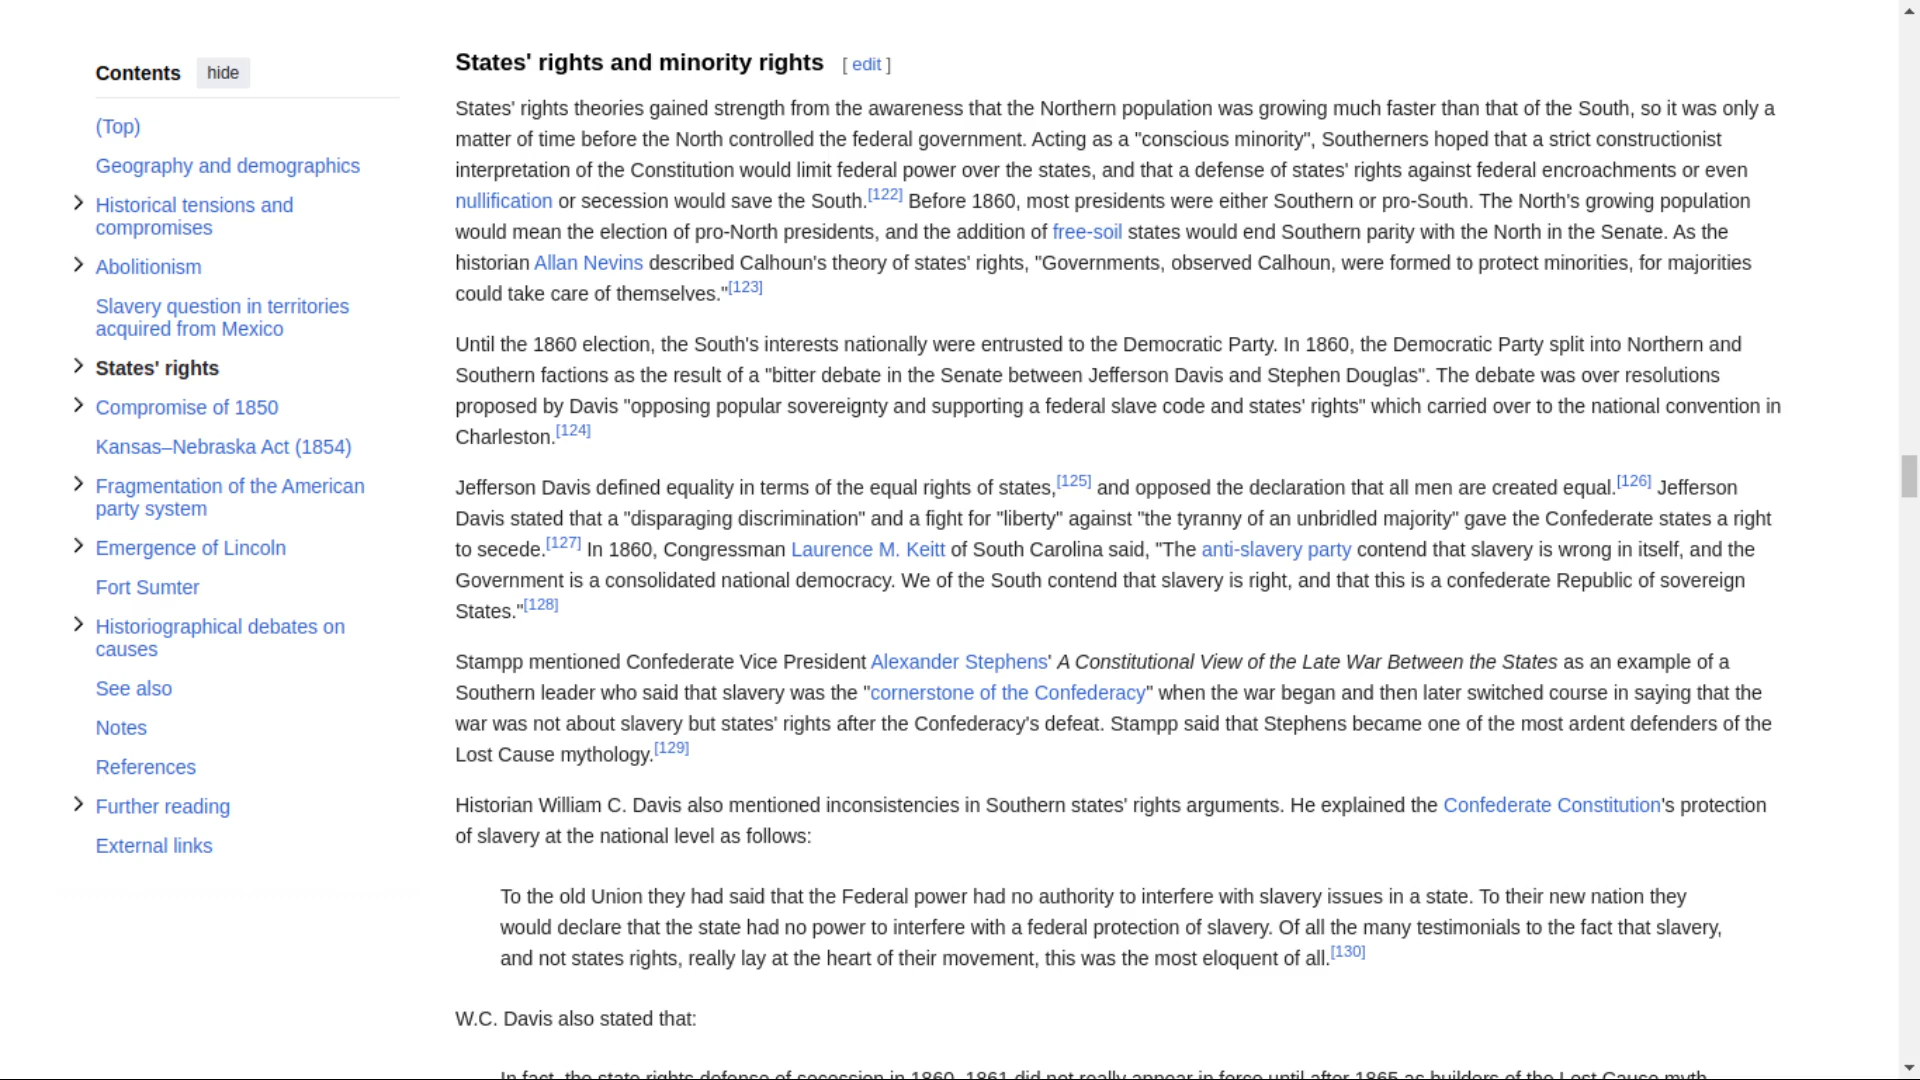 Contents hide
(Top)
Geography and demographics
Historical tensions and
compromises
Abolitionism
Slavery question in territories
acquired from Mexico
States' rights
Compromise of 1850
Kansas–Nebraska Act (1854)
Fragmentation of the American
party system
Emergence of Lincoln
Fort Sumter
Historiographical debates on
causes
See also
Notes
References
Further reading
External links
States' rights and minority rights [ edit ]
States' rights theories gained strength from the awareness that the Northern population was growing much faster than that of the South, so it was only a
matter of time before the North controlled the federal government. Acting as a "conscious minority", Southerners hoped that a strict constructionist
interpretation of the Constitution would limit federal power over the states, and that a defense of states' rights against federal encroachments or even
nullification or secession would save the South.[122] Before 1860, most presidents were either Southern or pro-South. The North's growing population
would mean the election of pro-North presidents, and the addition of free-soil states would end Southern parity with the North in the Senate. As the
historian Allan Nevins described Calhoun's theory of states' rights, "Governments, observed Calhoun, were formed to protect minorities, for majorities
could take care of themselves."[123]
Until the 1860 election, the South's interests nationally were entrusted to the Democratic Party. In 1860, the Democratic Party split into Northern and
Southern factions as the result of a "bitter debate in the Senate between Jefferson Davis and Stephen Douglas". The debate was over resolutions
proposed by Davis "opposing popular sovereignty and supporting a federal slave code and states' rights" which carried over to the national convention in
Charleston.[124]
Jefferson Davis defined equality in terms of the equal rights of states,[125] and opposed the declaration that all men are created equal.[126] Jefferson
Davis stated that a "disparaging discrimination" and a fight for "liberty" against "the tyranny of an unbridled majority" gave the Confederate states a right
to secede.[127] In 1860, Congressman Laurence M. Keitt of South Carolina said, "The anti-slavery party contend that slavery is wrong in itself, and the
Government is a consolidated national democracy. We of the South contend that slavery is right, and that this is a confederate Republic of sovereign
States."[128]
Stampp mentioned Confederate Vice President Alexander Stephens' A Constitutional View of the Late War Between the States as an example of a
Southern leader who said that slavery was the "cornerstone of the Confederacy" when the war began and then later switched course in saying that the
war was not about slavery but states' rights after the Confederacy's defeat. Stampp said that Stephens became one of the most ardent defenders of the
Lost Cause mythology.[129]
Historian William C. Davis also mentioned inconsistencies in Southern states' rights arguments. He explained the Confederate Constitution's protection
of slavery at the national level as follows:
To the old Union they had said that the Federal power had no authority to interfere with slavery issues in a state. To their new nation they
would declare that the state had no power to interfere with a federal protection of slavery. Of all the many testimonials to the fact that slavery,
and not states rights, really lay at the heart of their movement, this was the most eloquent of all.[130]
W.C. Davis also stated that:
In fact, the state rights defense of secession in 1860–1861 did not really appear in force until after 1865 as builders of the Lost Cause myth